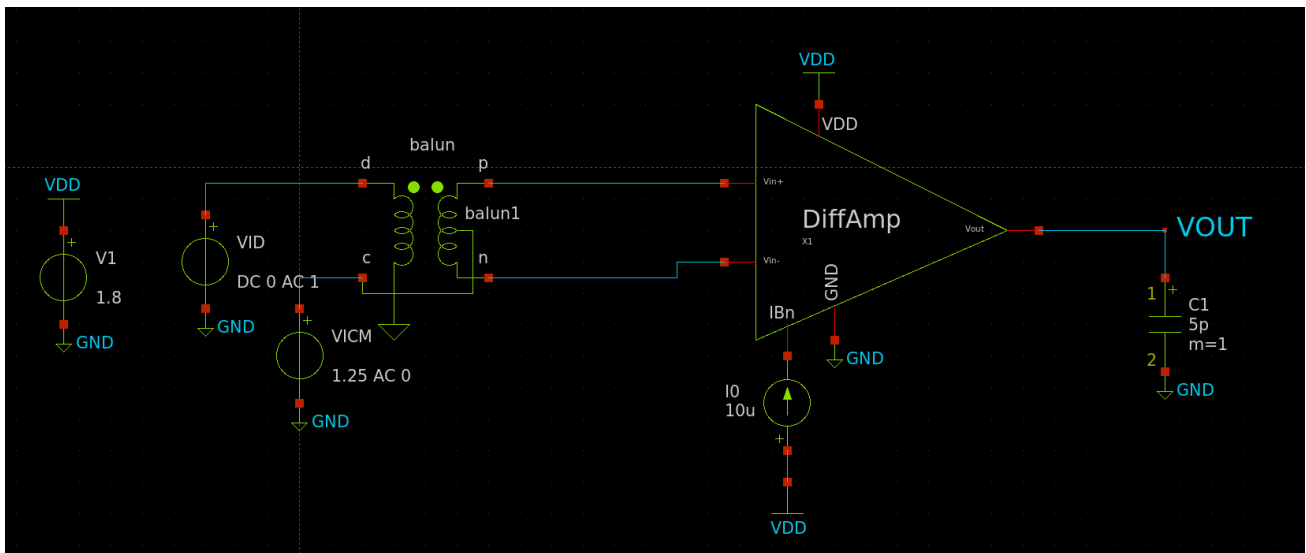 VDD
V1
1.8
GND
VID
DC 0 AC 1
GND
VICM
1.25 AC 0
GND
balun
d
p
balun1
c
n
VDD
VDD
Vin+
DiffAmp
X1
Vin-
Vout
GND
IBn
GND
I0
10u
VDD
VOUT
1
C1
5p
m=1
2
GND